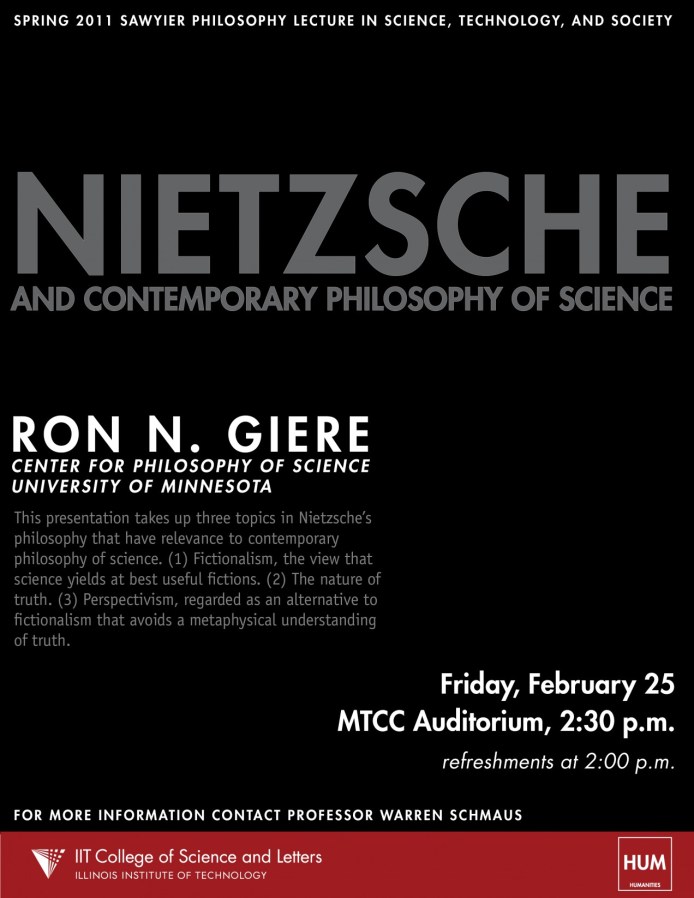 SPRING 2011 SAWYIER PHILOSOPHY LECTURE IN SCIENCE, TECHNOLOGY, AND SOCIETY
NIETZSCHE
AND CONTEMPORARY PHILOSOPHY OF SCIENCE
RON N. GIERE
CENTER FOR PHILOSOPHY OF SCIENCE
UNIVERSITY OF MINNESOTA
This presentation takes up three topics in Nietzsche's
philosophy that have relevance to contemporary
philosophy of science. (1) Fictionalism, the view that
science yields at best useful fictions. (2) The nature of
truth. (3) Perspectivism, regarded as an alternative to
fictionalism that avoids a metaphysical understanding
of truth.
Friday, February 25
MTCC Auditorium, 2:30 p.m.
refreshments at 2:00 p.m.
FOR MORE INFORMATION CONTACT PROFESSOR WARREN SCHMAUS
IIT College of Science and Letters
ILLINOIS INSTITUTE OF TECHNOLOGY
HUM
HUMANITIES